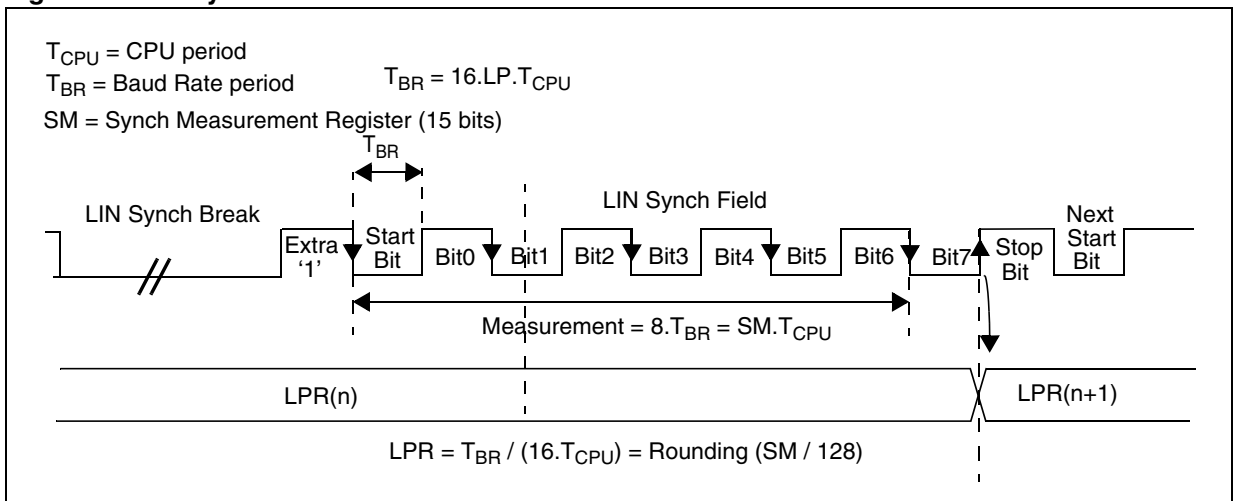 T_CPU = CPU period
T_BR = Baud Rate period
T_BR = 16.LP.T_CPU
SM = Synch Measurement Register (15 bits)
T_BR
LIN Synch Break
LIN Synch Field
Next
Start
Bit
Extra
‘1’
Start
Bit
Bit0
Bit1
Bit2
Bit3
Bit4
Bit5
Bit6
Bit7
Stop
Bit
Measurement = 8.T_BR = SM.T_CPU
LPR(n)
LPR(n+1)
LPR = T_BR / (16.T_CPU) = Rounding (SM / 128)